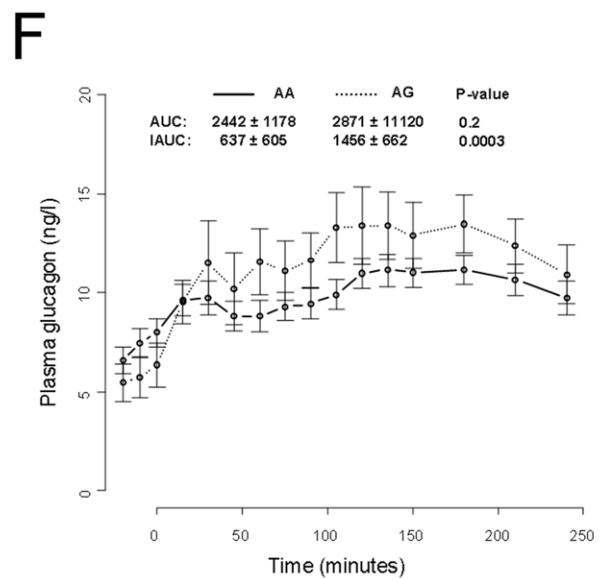 F
AA AG P-value
AUC: 2442 ± 1178 2871 ± 11120 0.2
IAUC: 637 ± 605 1456 ± 662 0.0003
Plasma glucagon (ng/l)
20
15
10
5
0
0 50 100 150 200 250
Time (minutes)